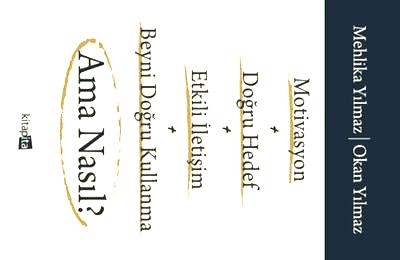 Mehlika Yılmaz | Okan Yılmaz
Motivasyon
+
Doğru Hedef
+
Etkili İletişim
+
Beyni Doğru Kullanma
Ama Nasıl?
kitapita